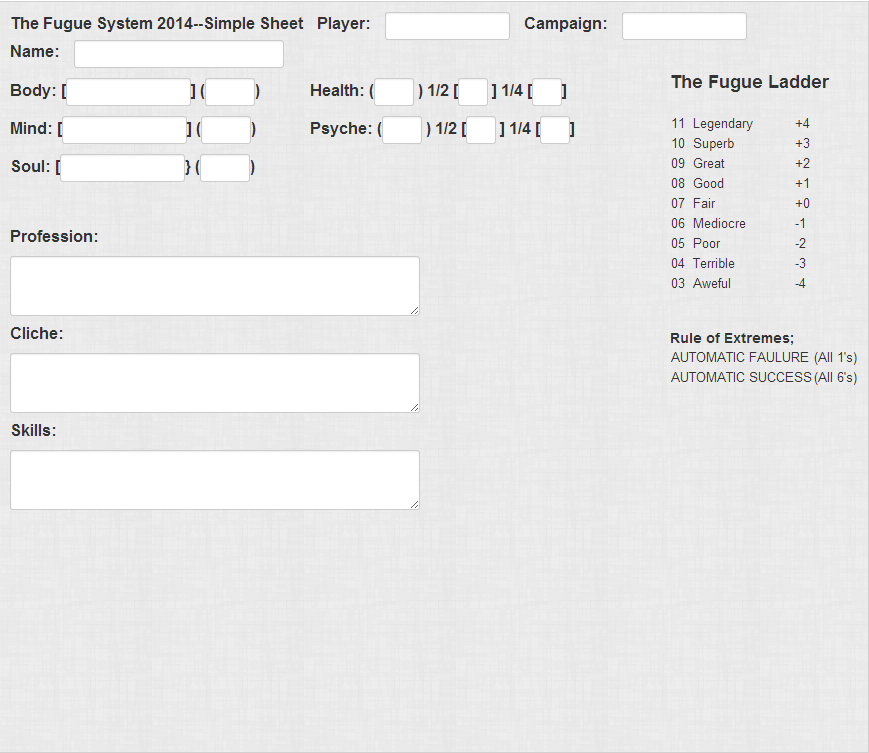 The Fugue System 2014--Simple Sheet Player: Campaign:
Name:
Body: [ ] ( ) Health: ( ) 1/2 [ ] 1/4 [ ]
Mind: [ ] ( ) Psyche: ( ) 1/2 [ ] 1/4 [ ]
Soul: [ } ( )
Profession:
Cliche:
Skills:
The Fugue Ladder
11 Legendary +4
10 Superb +3
09 Great +2
08 Good +1
07 Fair +0
06 Mediocre -1
05 Poor -2
04 Terrible -3
03 Aweful -4
Rule of Extremes;
AUTOMATIC FAULURE (All 1's)
AUTOMATIC SUCCESS (All 6's)